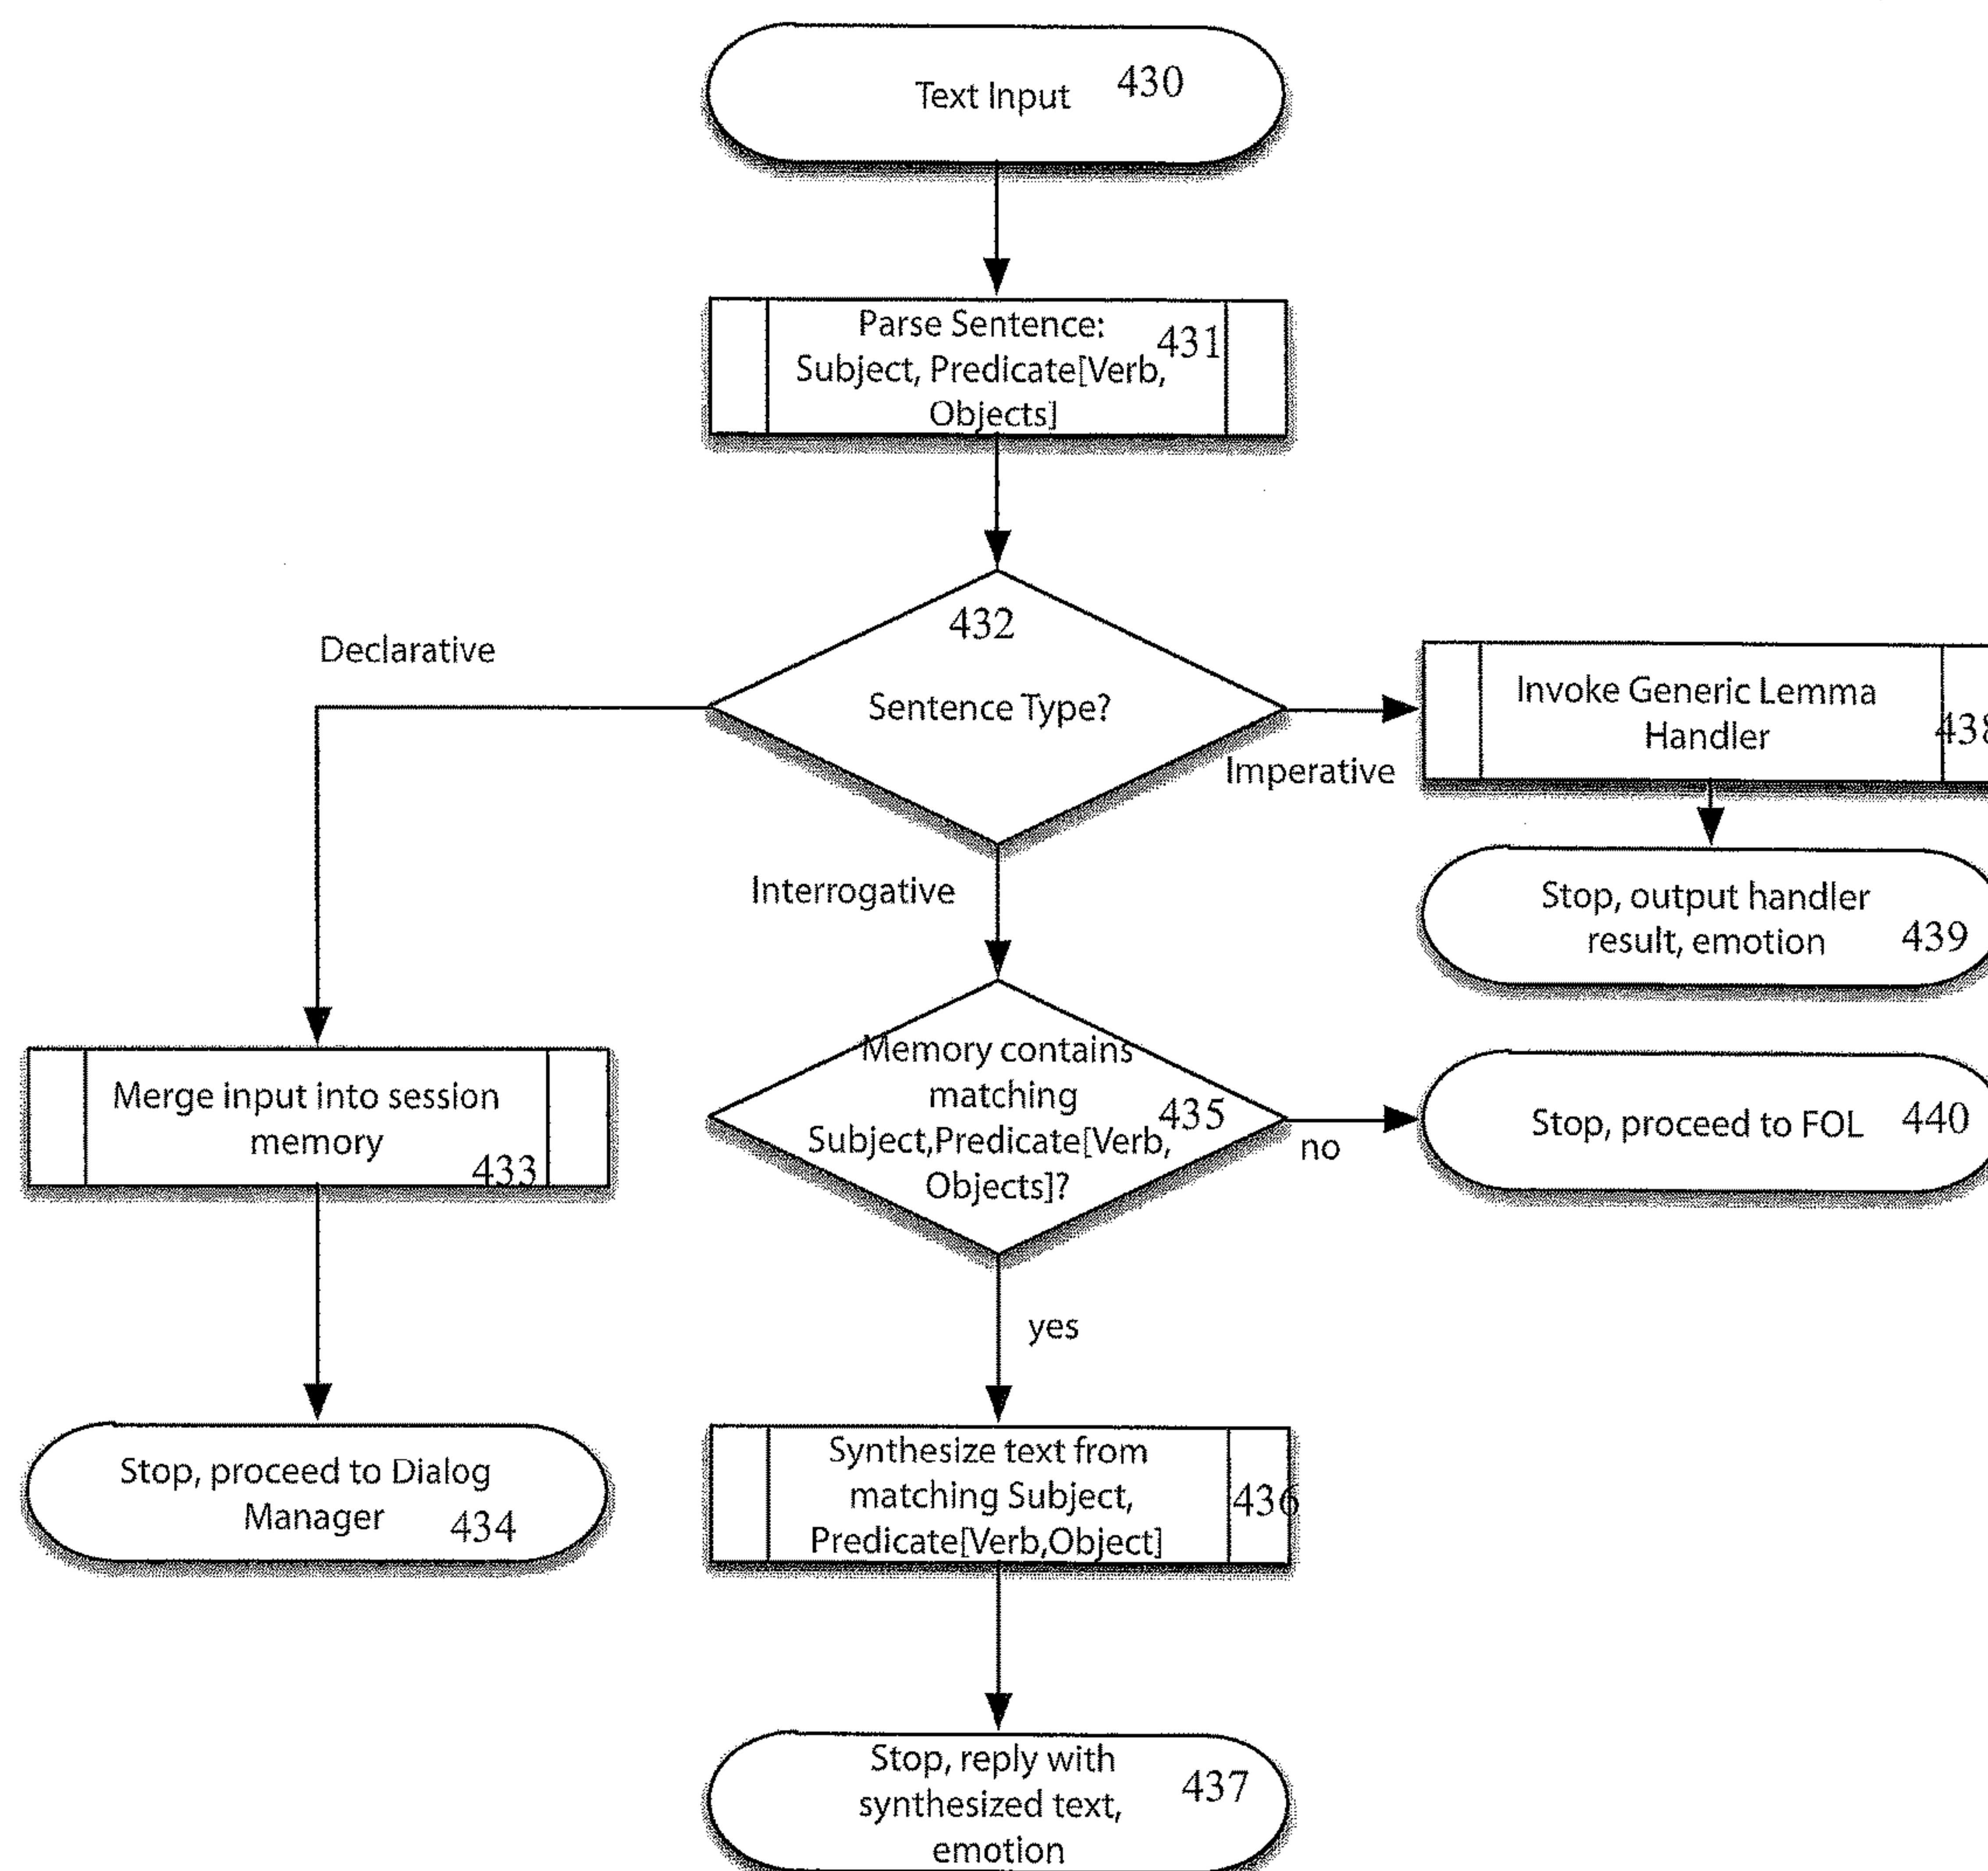 Text Input 430
Parse Sentence:
431
Subject, Predicate[Verb,
Objects]
432
Sentence Type?
Declarative
Imperative
Interrogative
Invoke Generic Lemma
Handler
438
Stop, output handler
result, emotion
439
Merge input into session
memory
433
Stop, proceed to Dialog
Manager
434
Memory contains
matching
435
Subject,Predicate[Verb,
Objects]?
no
Stop, proceed to FOL 440
yes
Synthesize text from
matching Subject,
436
Predicate[Verb,Object]
Stop, reply with
437
synthesized text,
emotion